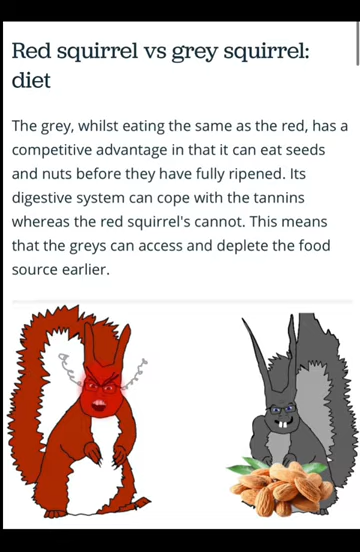 Red squirrel vs grey squirrel:
diet
The grey, whilst eating the same as the red, has a
competitive advantage in that it can eat seeds
and nuts before they have fully ripened. Its
digestive system can cope with the tannins
whereas the red squirrel's cannot. This means
that the greys can access and deplete the food
source earlier.